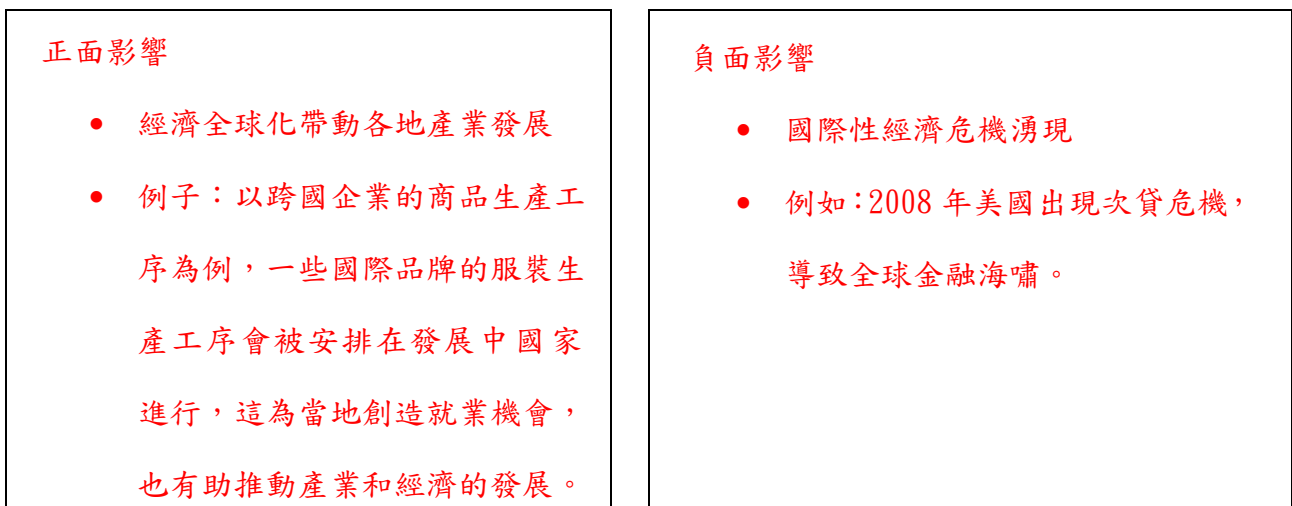 正面影響
• 經濟全球化帶動各地產業發展
• 例子：以跨國企業的商品生產工
序為例，一些國際品牌的服裝生
產工序會被安排在發展中國家
進行，這為當地創造就業機會，
也有助推動產業和經濟的發展。
負面影響
• 國際性經濟危機湧現
• 例如：2008 年美國出現次貸危機，
導致全球金融海嘯。